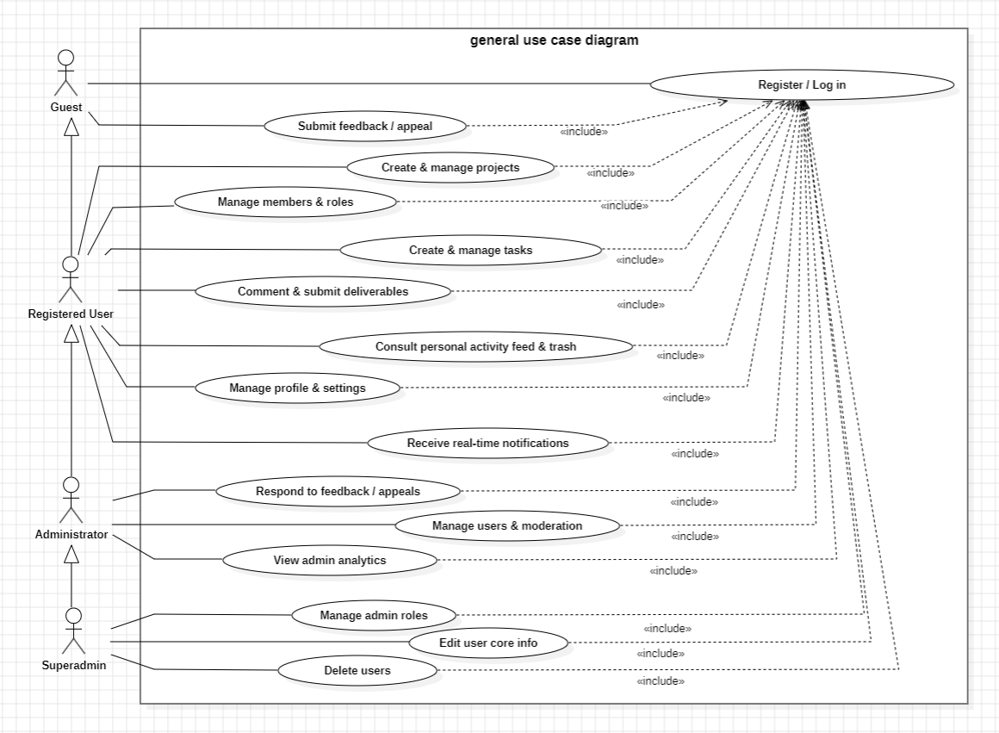 general use case diagram
Register / Log in
Guest
Submit feedback / appeal
«include»
Create & manage projects
«include»
Manage members & roles
«include»
Create & manage tasks
«include»
Comment & submit deliverables
«include»
Registered User
Consult personal activity feed & trash
«include»
Manage profile & settings
«include»
Receive real-time notifications
«include»
Respond to feedback / appeals
«include»
Manage users & moderation
«include»
Administrator
View admin analytics
«include»
Manage admin roles
«include»
Edit user core info
«include»
Superadmin
Delete users
«include»